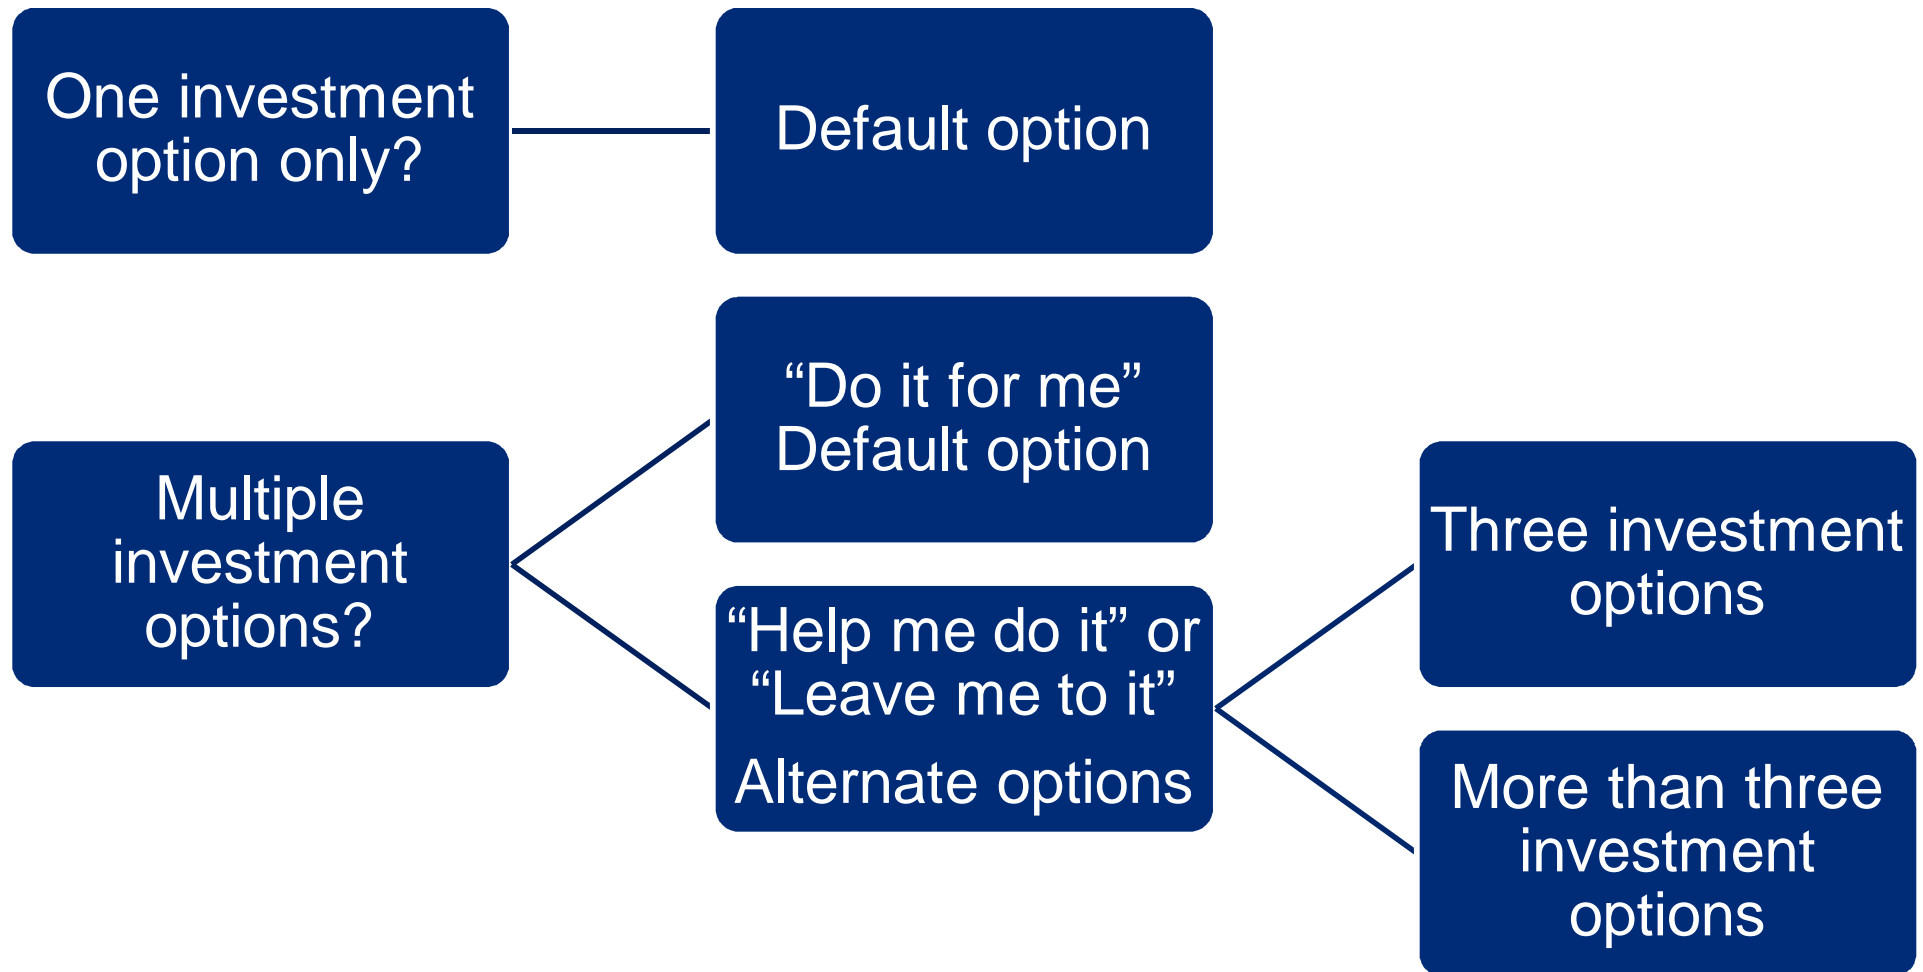 One investment
option only?
Default option
“Do it for me”
Default option
Multiple
investment
options?
“Help me do it” or
“Leave me to it”
Alternate options
Three investment
options
More than three
investment
options